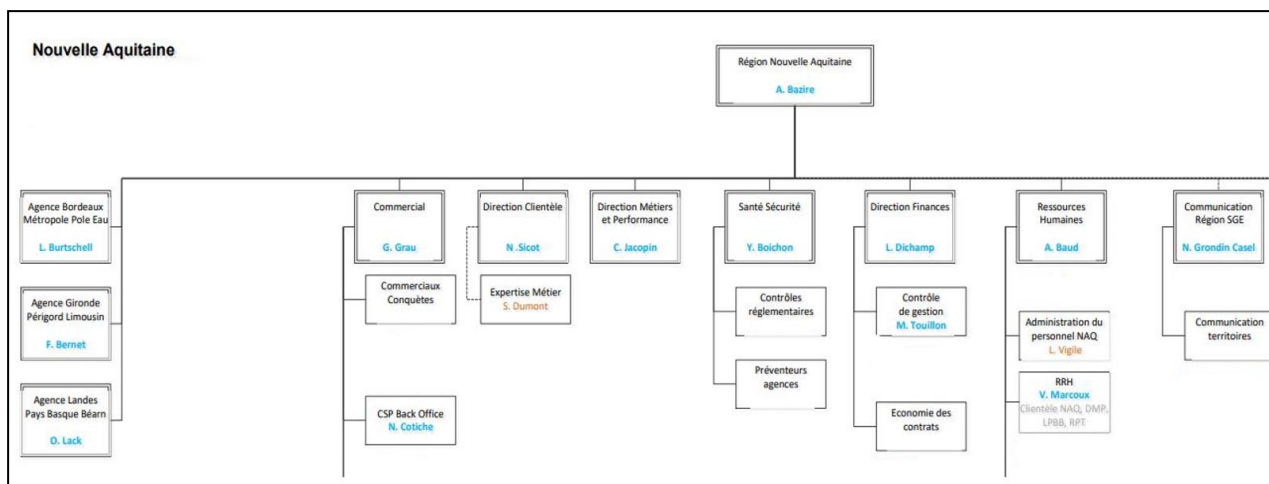 Nouvelle Aquitaine
Région Nouvelle Aquitaine
A. Bazire
Agence Bordeaux
Métropole Pole Eau
L. Burtschell
Agence Gironde
Périgord Limousin
F. Bernet
Agence Landes
Pays Basque Béarn
O. Lack
Commercial
G. Grau
Commerciaux
Conquètes
CSP Back Office
N. Cotiche
Direction Clientèle
N .Sicot
Expertise Métier
S. Dumont
Direction Métiers
et Performance
C. Jacopin
Santé Sécurité
Y. Boichon
Contrôles
réglementaires
Préventeurs
agences
Direction Finances
L. Dichamp
Contrôle
de gestion
M. Touillon
Economie des
contrats
Ressources
Humaines
A. Baud
Administration du
personnel NAQ
L. Vigile
RRH
V. Marcoux
Clientèle NAQ, DMP,
LPBB, RPT
Communication
Région SGE
N. Grondin Casel
Communication
territoires